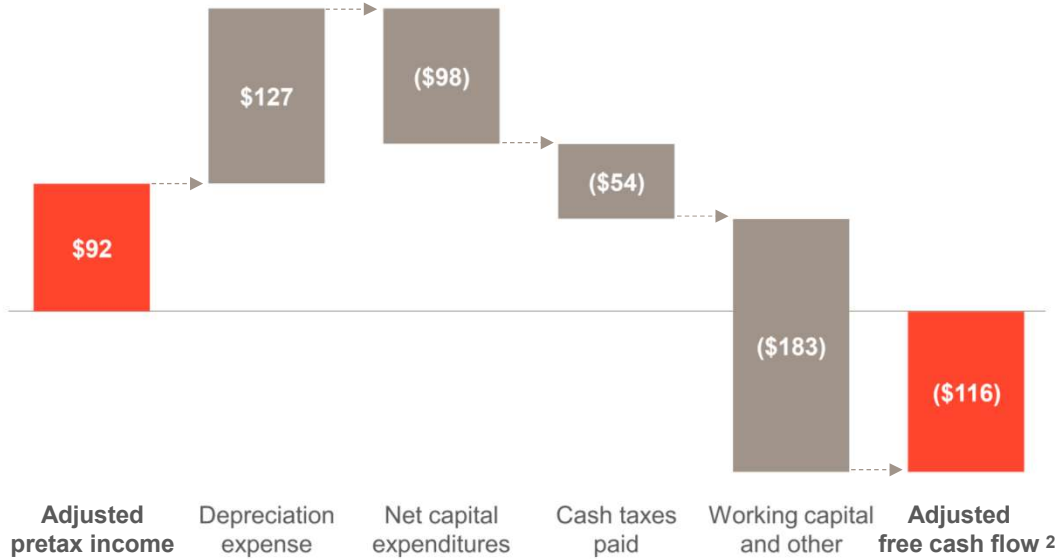 $92
$127
($98)
($54)
($183)
($116)
Adjusted
pretax income
Depreciation
expense
Net capital
expenditures
Cash taxes
paid
Working capital
and other
Adjusted
free cash flow 2